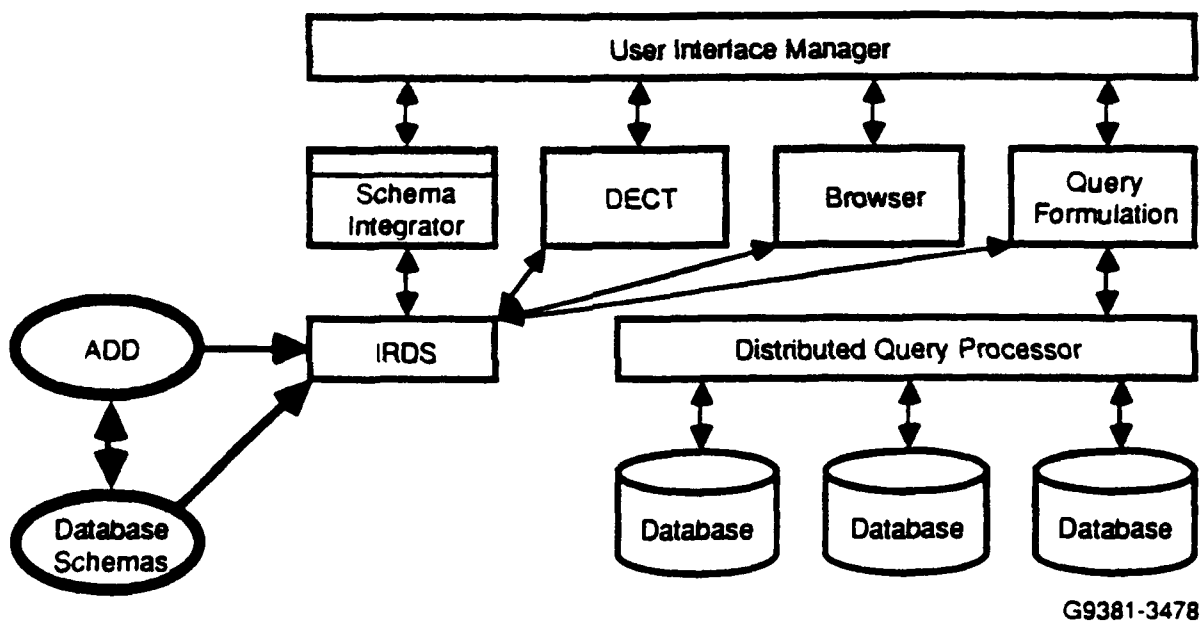 User Interface Manager
Schema
Integrator
DECT
Browser
Query
Formulation
ADD
IRDS
Distributed Query Processor
Database
Schemas
Database
Database
Database
G9381-3478